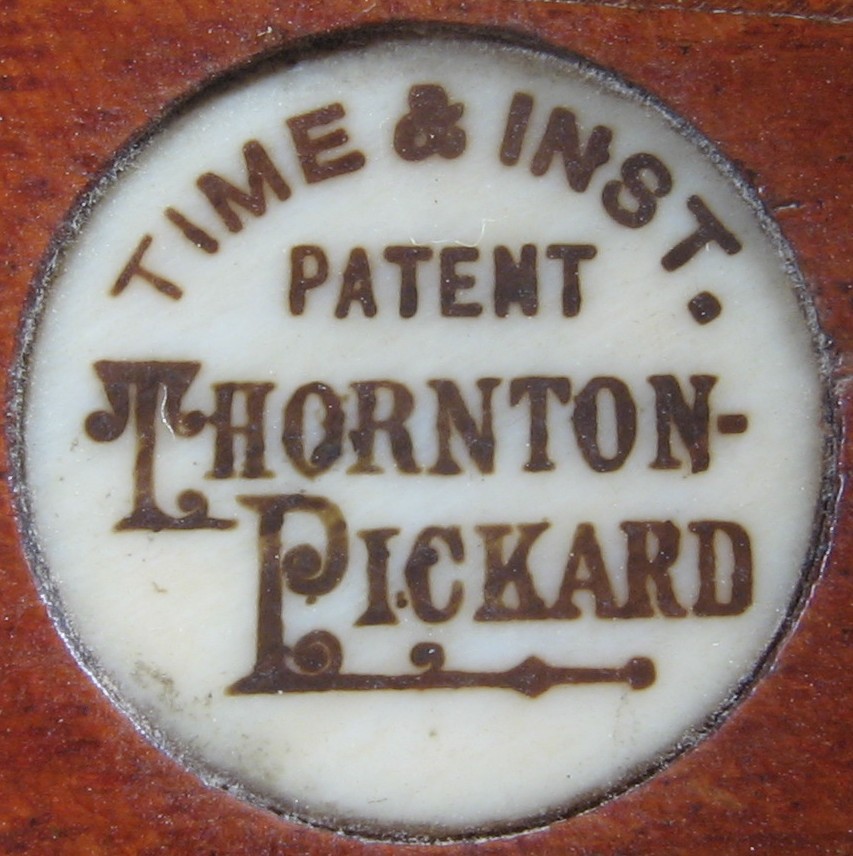 TIME & INST.
PATENT
THORNTON-
PICKARD